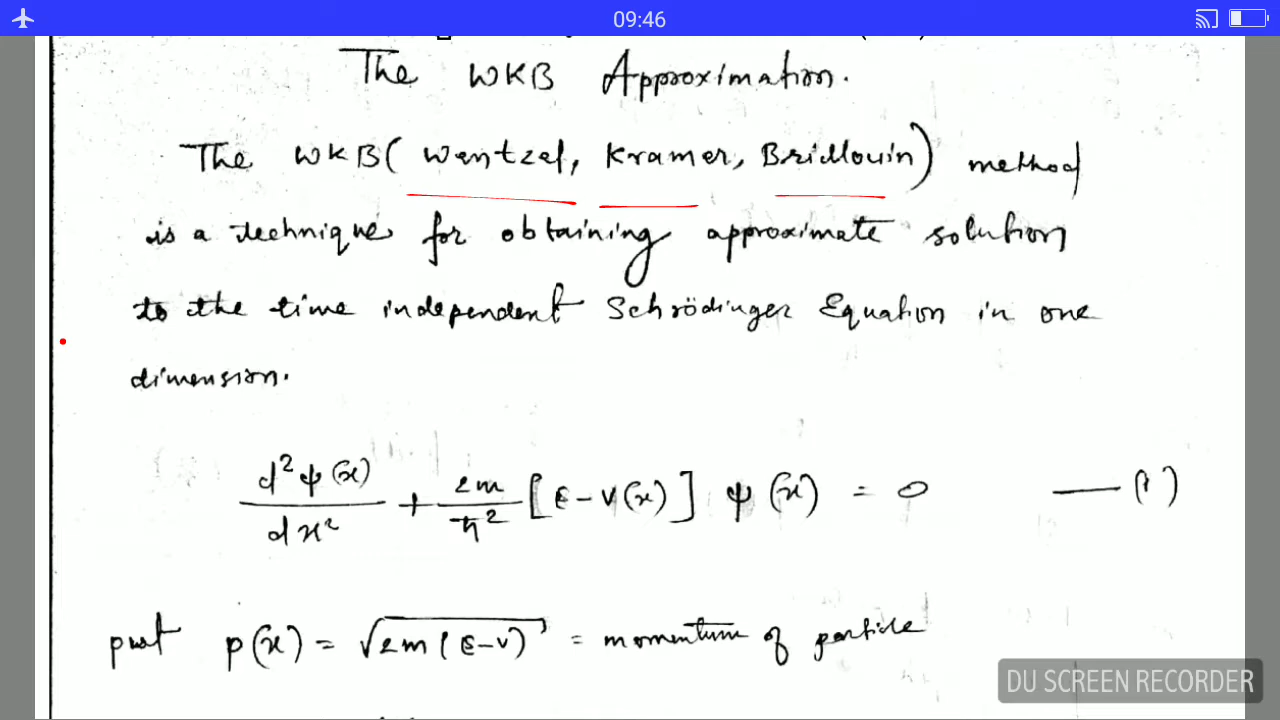 09:46
The WKB Approximation.
The WKB( Wentzel, Kramer, Brillouin) method
is a technique for obtaining approximate solution
to the time independent Schrödinger Equation in one
dimension.
d²ψ(x)/dx² + 2m/ħ² [E-V(x)] ψ(x) = 0 —— (1)
put p(x) = √2m(E-V) = momentum of particle
DU SCREEN RECORDER